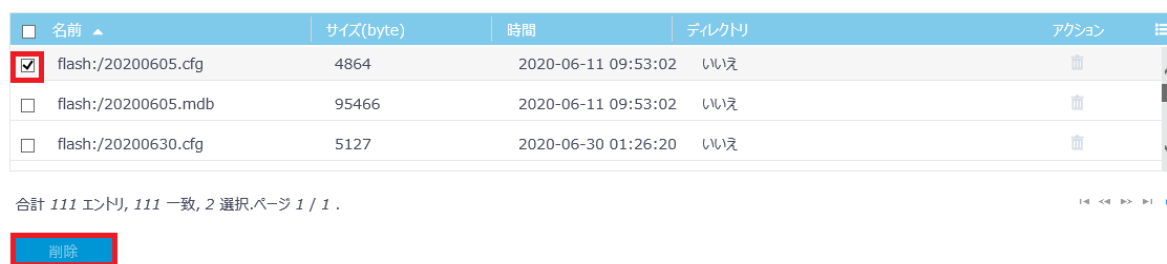 名前 サイズ(byte) 時間 ディレクトリ アクション
flash:/20200605.cfg 4864 2020-06-11 09:53:02 いいえ
flash:/20200605.mdb 95466 2020-06-11 09:53:02 いいえ
flash:/20200630.cfg 5127 2020-06-30 01:26:20 いいえ
合計 111 エントリ, 111 一致, 2 選択.ページ 1 / 1 .
削除